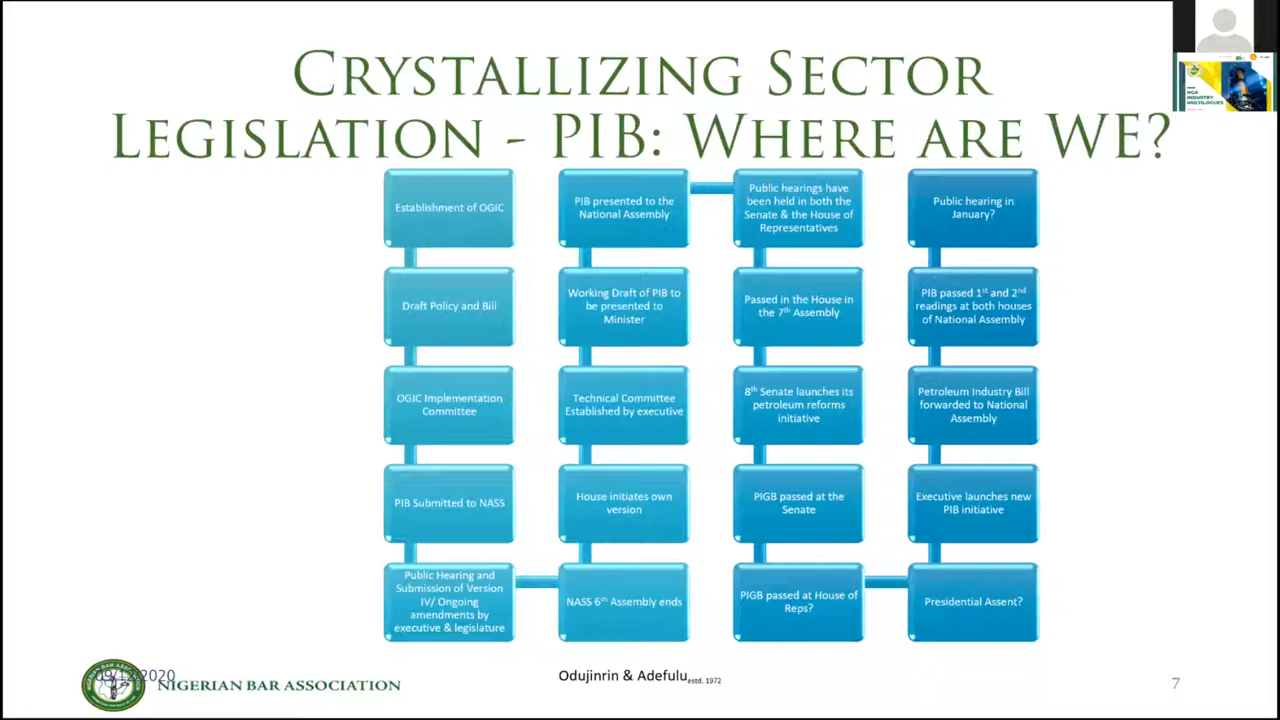 Crystallizing Sector
Legislation - PIB: Where are WE?
Establishment of OGIC
Draft Policy and Bill
OGIC Implementation
Committee
PIB Submitted to NASS
Public Hearing and
Submission of Version
IV/ Ongoing
amendments by
executive & legislature
NASS 6th Assembly ends
House initiates own
version
Technical Committee
Established by executive
Working Draft of PIB to
be presented to
Minister
PIB presented to the
National Assembly
Public hearings have
been held in both the
Senate & the House of
Representatives
Passed in the House in
the 7th Assembly
8th Senate launches its
petroleum reforms
initiative
PIGB passed at the
Senate
PIGB passed at House of
Reps?
Presidential Assent?
Executive launches new
PIB initiative
Petroleum Industry Bill
forwarded to National
Assembly
PIB passed 1st and 2nd
readings at both houses
of National Assembly
Public hearing in
January?
NGA
INDUSTRY
MULTILOGUES
09/12/2020
NIGERIAN BAR ASSOCIATION
Odujinrin & Adefulu estd. 1972
7